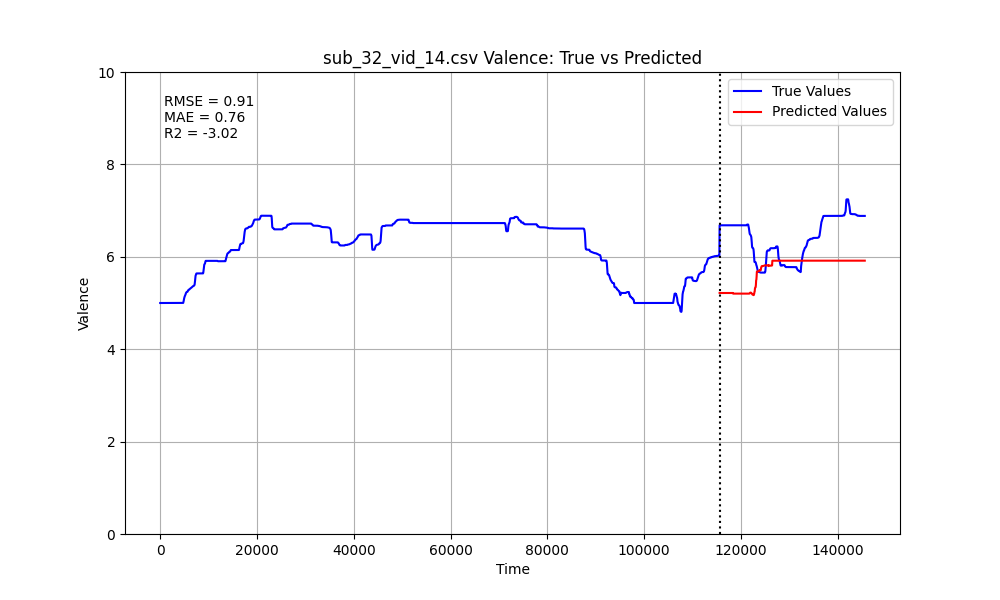 sub_32_vid_14.csv Valence: True vs Predicted
10
8
6
4
2
0
Valence
RMSE = 0.91
MAE = 0.76
R2 = -3.02
True Values
Predicted Values
0 20000 40000 60000 80000 100000 120000 140000
Time